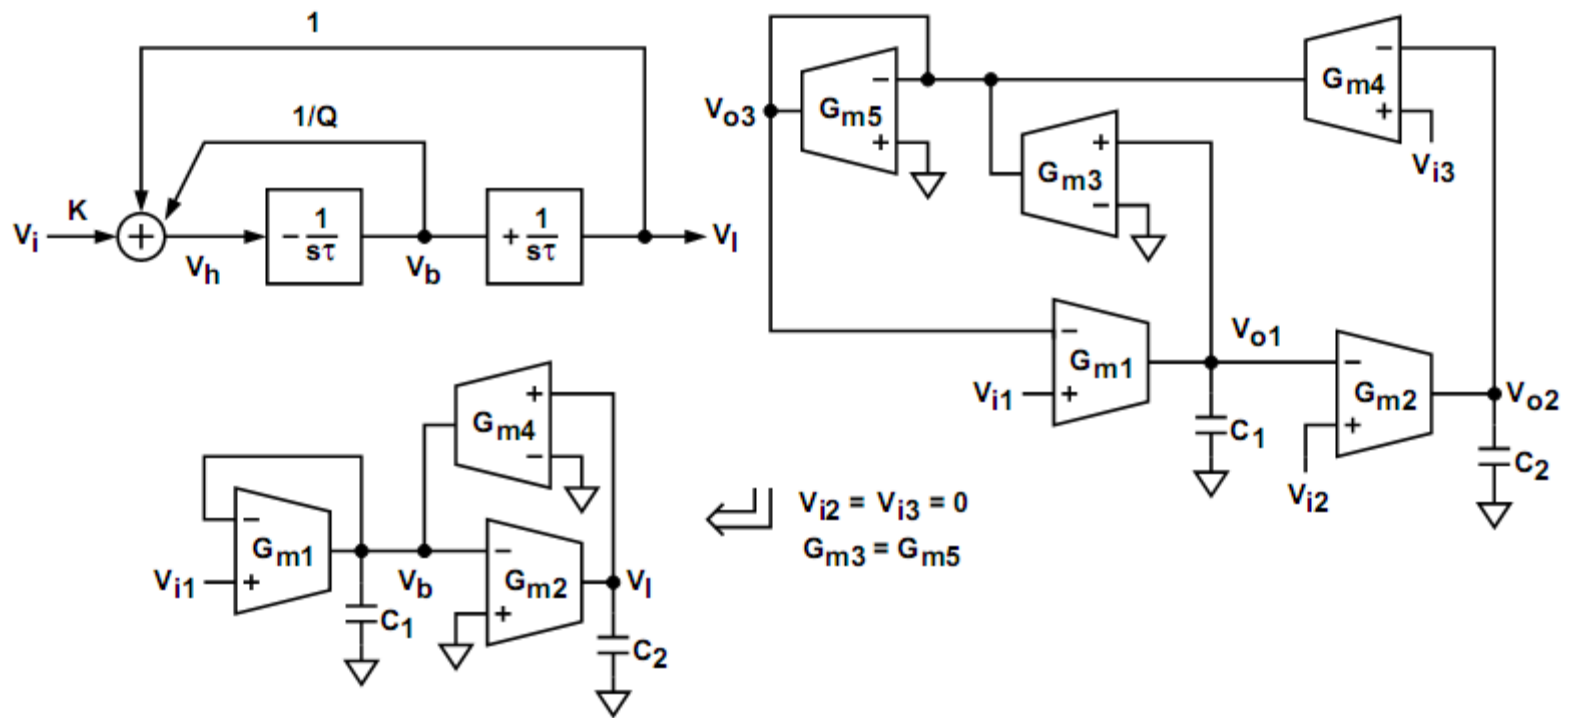 1
1/Q
Vi K + Vh
− 1/sτ
Vb
+ 1/sτ
Vl
Vo3
Gm5 − +
Gm3 + −
Gm4 − +
Vi3
Vi1
Gm1 − +
Vo1
C1
Gm2 − +
Vi2
Vo2
C2
Vi2 = Vi3 = 0
Gm3 = Gm5
Gm4 + −
Vi1
Gm1 − +
Vb
C1
Gm2 − +
Vl
C2